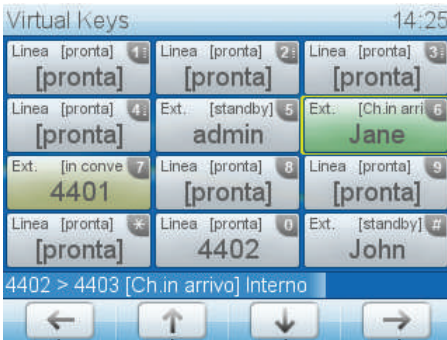 Virtual Keys 14:25
Linea [pronta] 1 Linea [pronta] 2 Linea [pronta] 3
[pronta] [pronta] [pronta]
Linea [pronta] 4 Ext. [standby] 5 Ext. [Ch.in arri 6
[pronta] admin Jane
Ext. [in conve 7 Linea [pronta] 8 Linea [pronta] 9
4401 [pronta] [pronta]
Linea [pronta] * Linea [pronta] 0 Ext. [standby] #
[pronta] 4402 John
4402 > 4403 [Ch.in arrivo] Interno